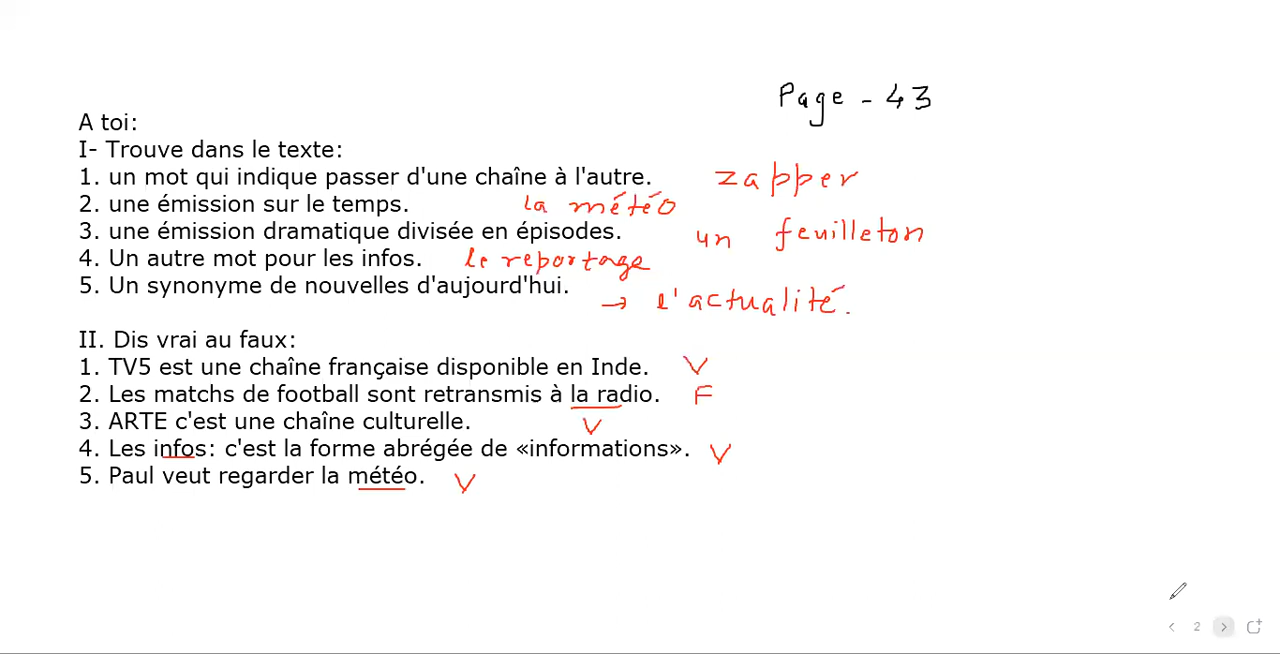 Page - 43
A toi:
I- Trouve dans le texte:
1. un mot qui indique passer d'une chaîne à l'autre. zapper
2. une émission sur le temps. la météo
3. une émission dramatique divisée en épisodes. un feuilleton
4. Un autre mot pour les infos. le reportage
5. Un synonyme de nouvelles d'aujourd'hui. → l'actualité.
II. Dis vrai au faux:
1. TV5 est une chaîne française disponible en Inde. V
2. Les matchs de football sont retransmis à la radio. F
3. ARTE c'est une chaîne culturelle. V
4. Les infos: c'est la forme abrégée de «informations». V
5. Paul veut regarder la météo. V
2